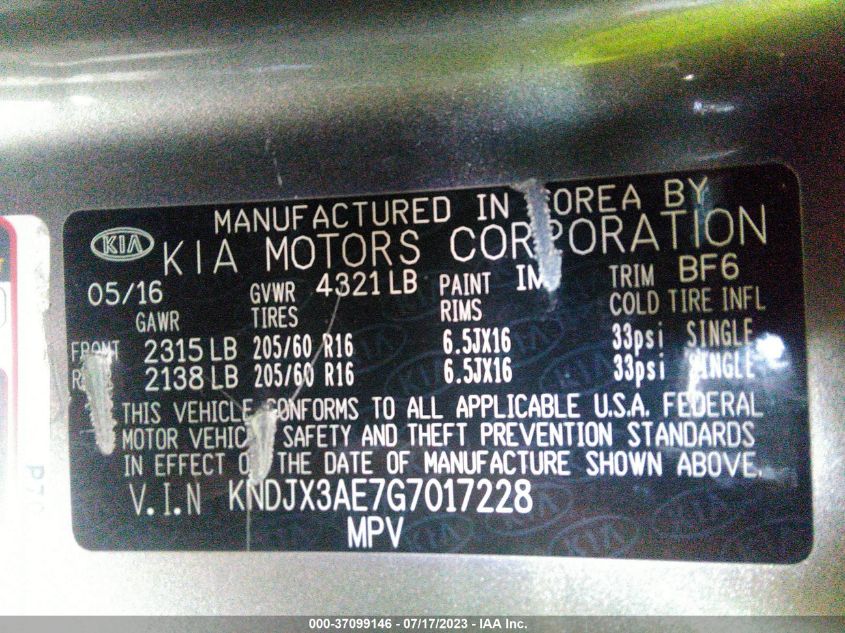 MANUFACTURED IN KOREA BY
KIA KIA MOTORS CORPORATION
05/16 GVWR 4321 LB PAINT IM TRIM BF6
GAWR TIRES RIMS COLD TIRE INFL
FRONT 2315 LB 205/60 R16 6.5JX16 33psi SINGLE
2138 LB 205/60 R16 6.5JX16 33psi SINGLE
THIS VEHICLE CONFORMS TO ALL APPLICABLE U.S.A. FEDERAL
MOTOR VEHICLE SAFETY AND THEFT PREVENTION STANDARDS
IN EFFECT ON THE DATE OF MANUFACTURE SHOWN ABOVE.
V.I.N KNDJX3AE7G7017228
MPV
000-37099146 - 07/17/2023 - IAA Inc.